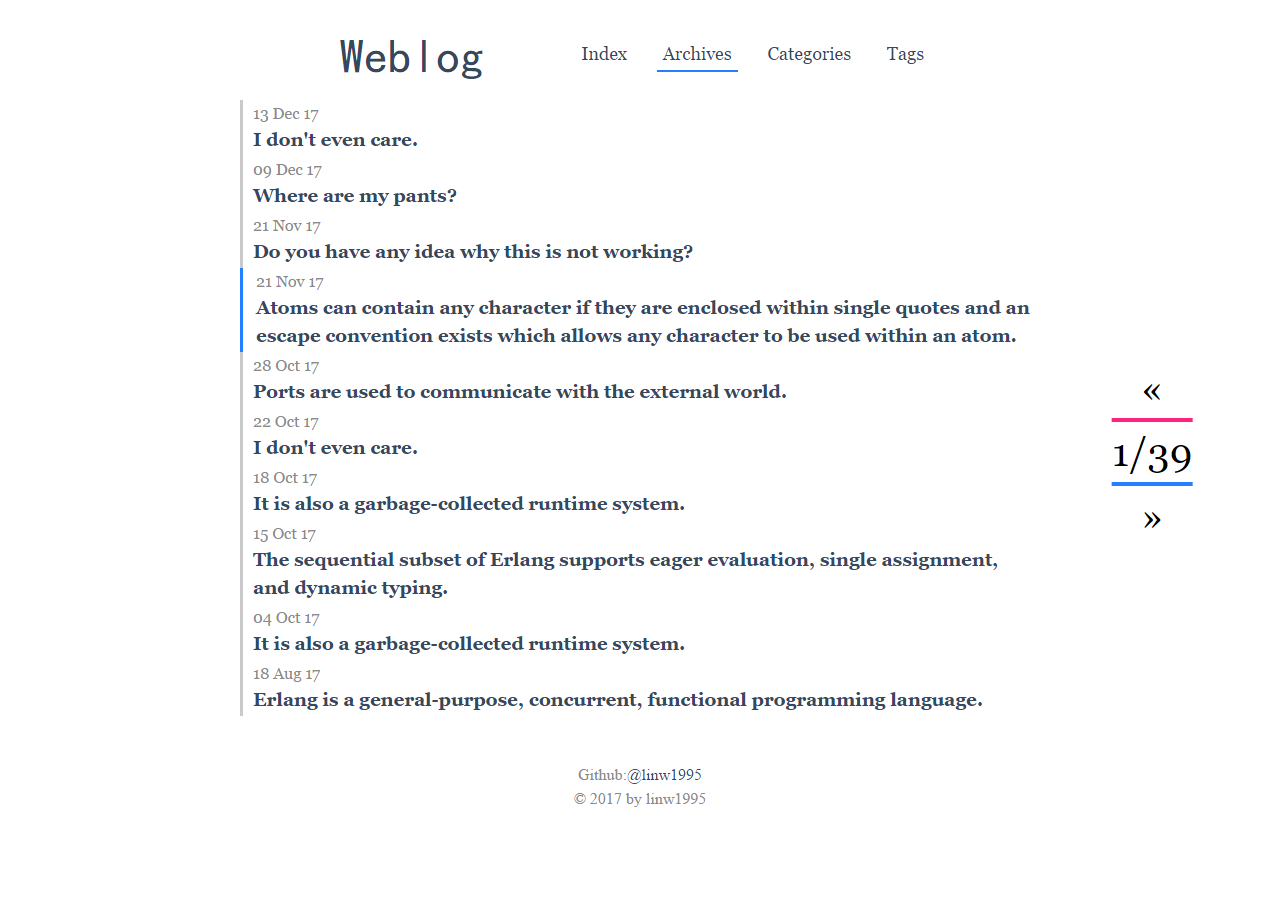 Weblog
Index Archives Categories Tags
13 Dec 17
I don't even care.
09 Dec 17
Where are my pants?
21 Nov 17
Do you have any idea why this is not working?
21 Nov 17
Atoms can contain any character if they are enclosed within single quotes and an
escape convention exists which allows any character to be used within an atom.
28 Oct 17
Ports are used to communicate with the external world.
22 Oct 17
I don't even care.
18 Oct 17
It is also a garbage-collected runtime system.
15 Oct 17
The sequential subset of Erlang supports eager evaluation, single assignment,
and dynamic typing.
04 Oct 17
It is also a garbage-collected runtime system.
18 Aug 17
Erlang is a general-purpose, concurrent, functional programming language.
«
1/39
»
Github:@linw1995
© 2017 by linw1995